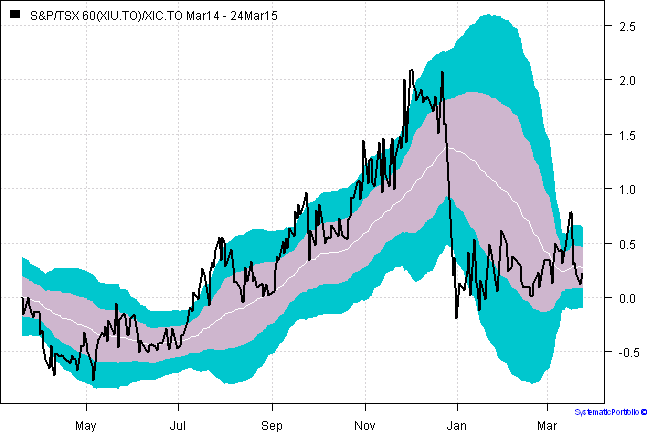 S&P/TSX 60(XIU.TO)/XIC.TO Mar14 - 24Mar15
2.5
2.0
1.5
1.0
0.5
0.0
-0.5
May Jul Sep Nov Jan Mar
SystematicPortfolio ©